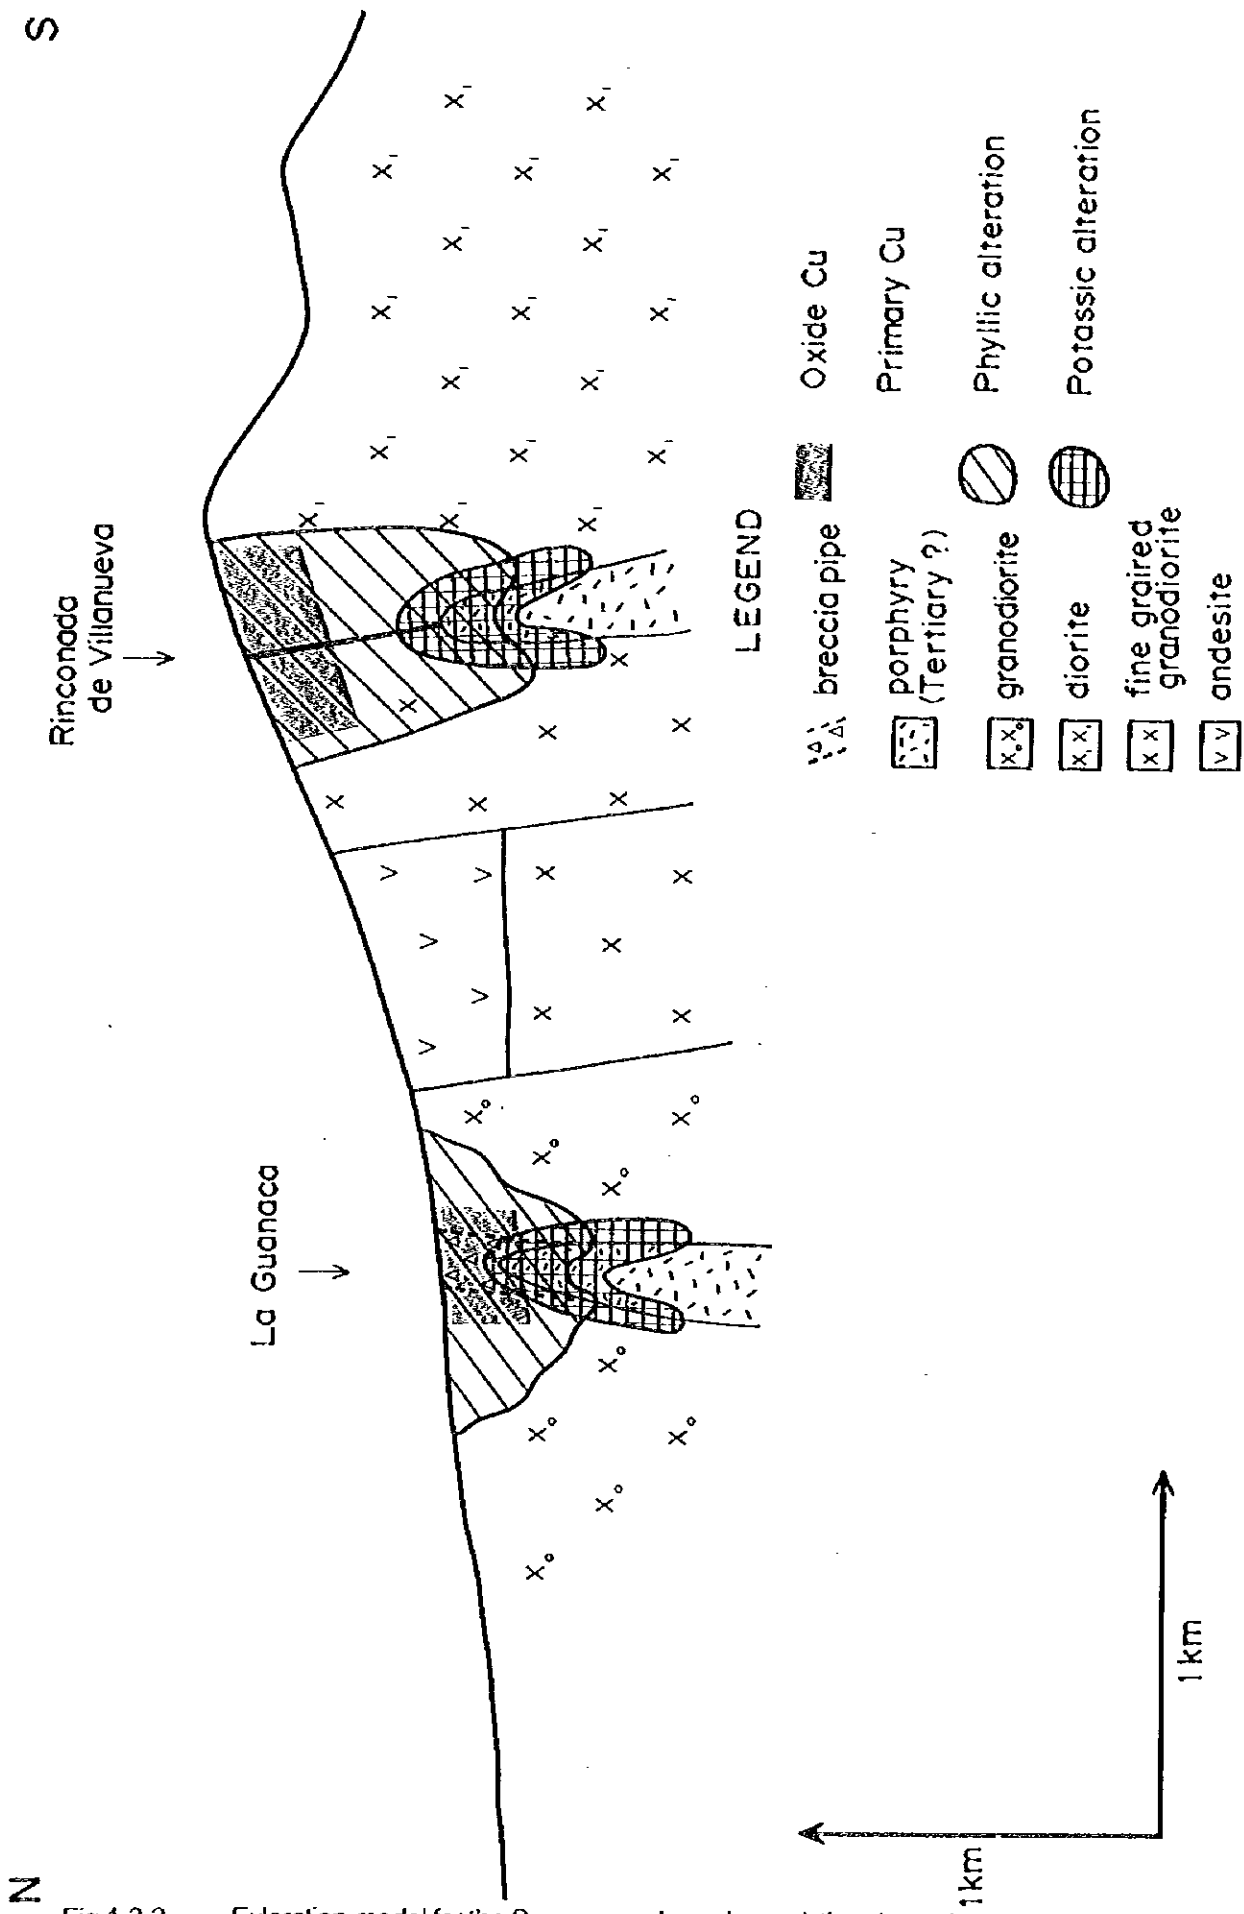 N
S
La Guanaca
Rinconada
de Villanueva
LEGEND
breccia pipe
porphyry
(Tertiary ?)
granodiorite
diorite
fine graired
granodiorite
andesite
Oxide Cu
Primary Cu
Phyllic alteration
Potassic alteration
1km
1km